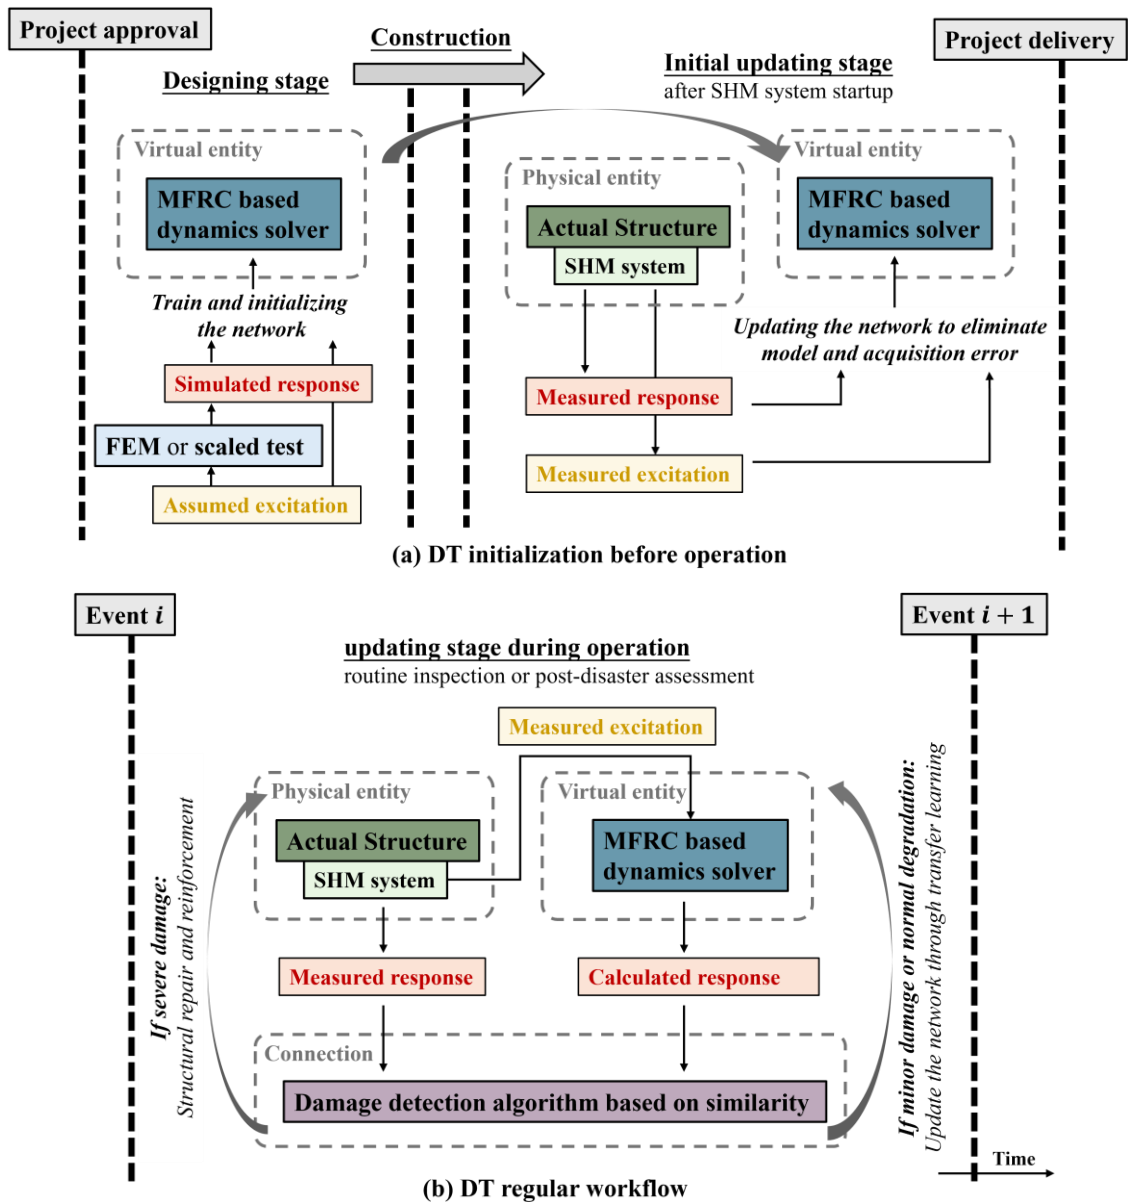 Project approval
Construction
Project delivery
Designing stage
Initial updating stage
after SHM system startup
Virtual entity
MFRC based
dynamics solver
Train and initializing
the network
Simulated response
FEM or scaled test
Assumed excitation
Physical entity
Actual Structure
SHM system
Virtual entity
MFRC based
dynamics solver
Updating the network to eliminate
model and acquisition error
Measured response
Measured excitation
(a) DT initialization before operation
Event i
Event i + 1
updating stage during operation
routine inspection or post-disaster assessment
Measured excitation
Physical entity
Actual Structure
SHM system
Virtual entity
MFRC based
dynamics solver
If severe damage:
Structural repair and reinforcement
If minor damage or normal degradation:
Update the network through transfer learning
Measured response
Calculated response
Connection
Damage detection algorithm based on similarity
Time
(b) DT regular workflow